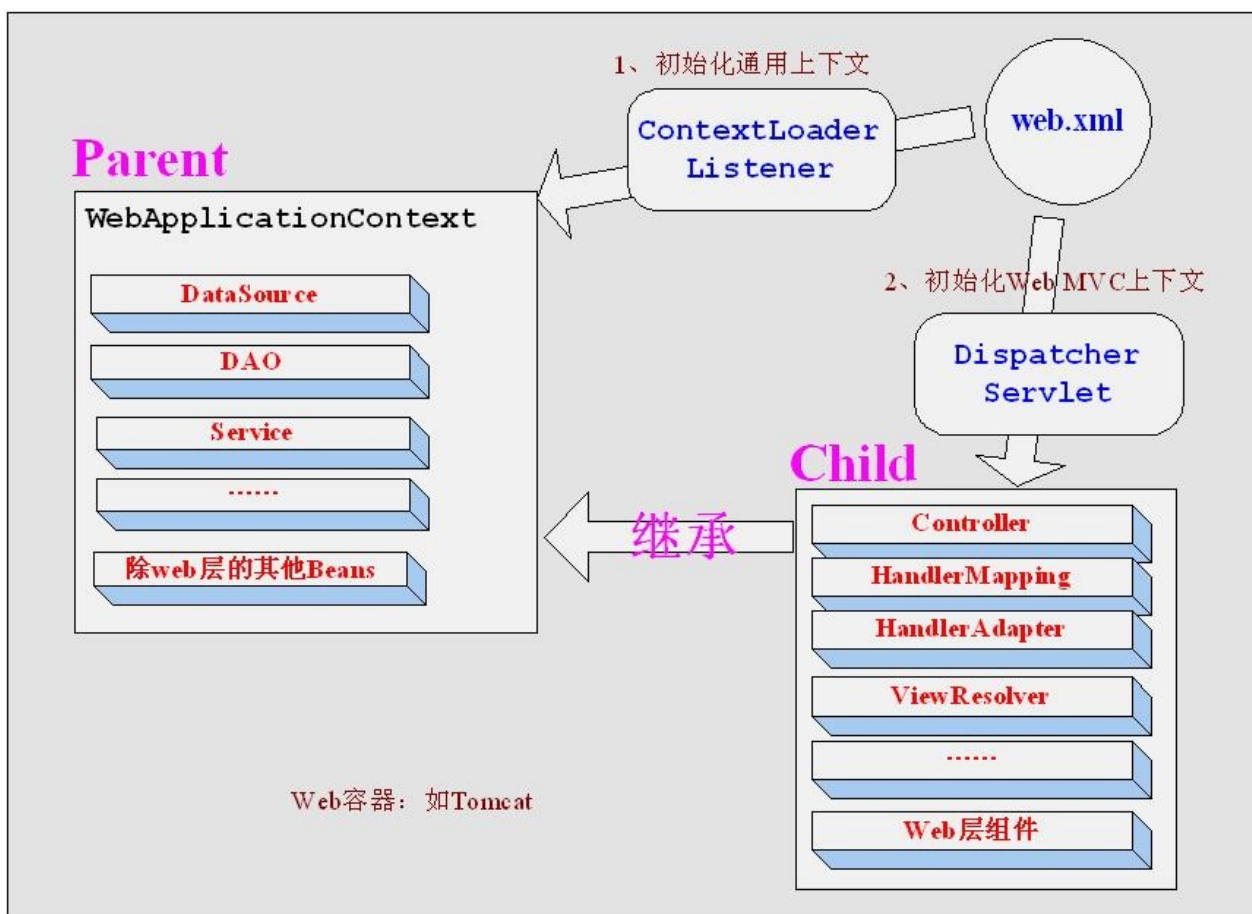 1、初始化通用上下文
ContextLoader
Listener
web.xml
Parent
WebApplicationContext
DataSource
DAO
Service
······
除web层的其他Beans
2、初始化Web MVC上下文
Dispatcher
Servlet
Child
继承
Controller
HandlerMapping
HandlerAdapter
ViewResolver
······
Web层组件
Web容器：如Tomcat